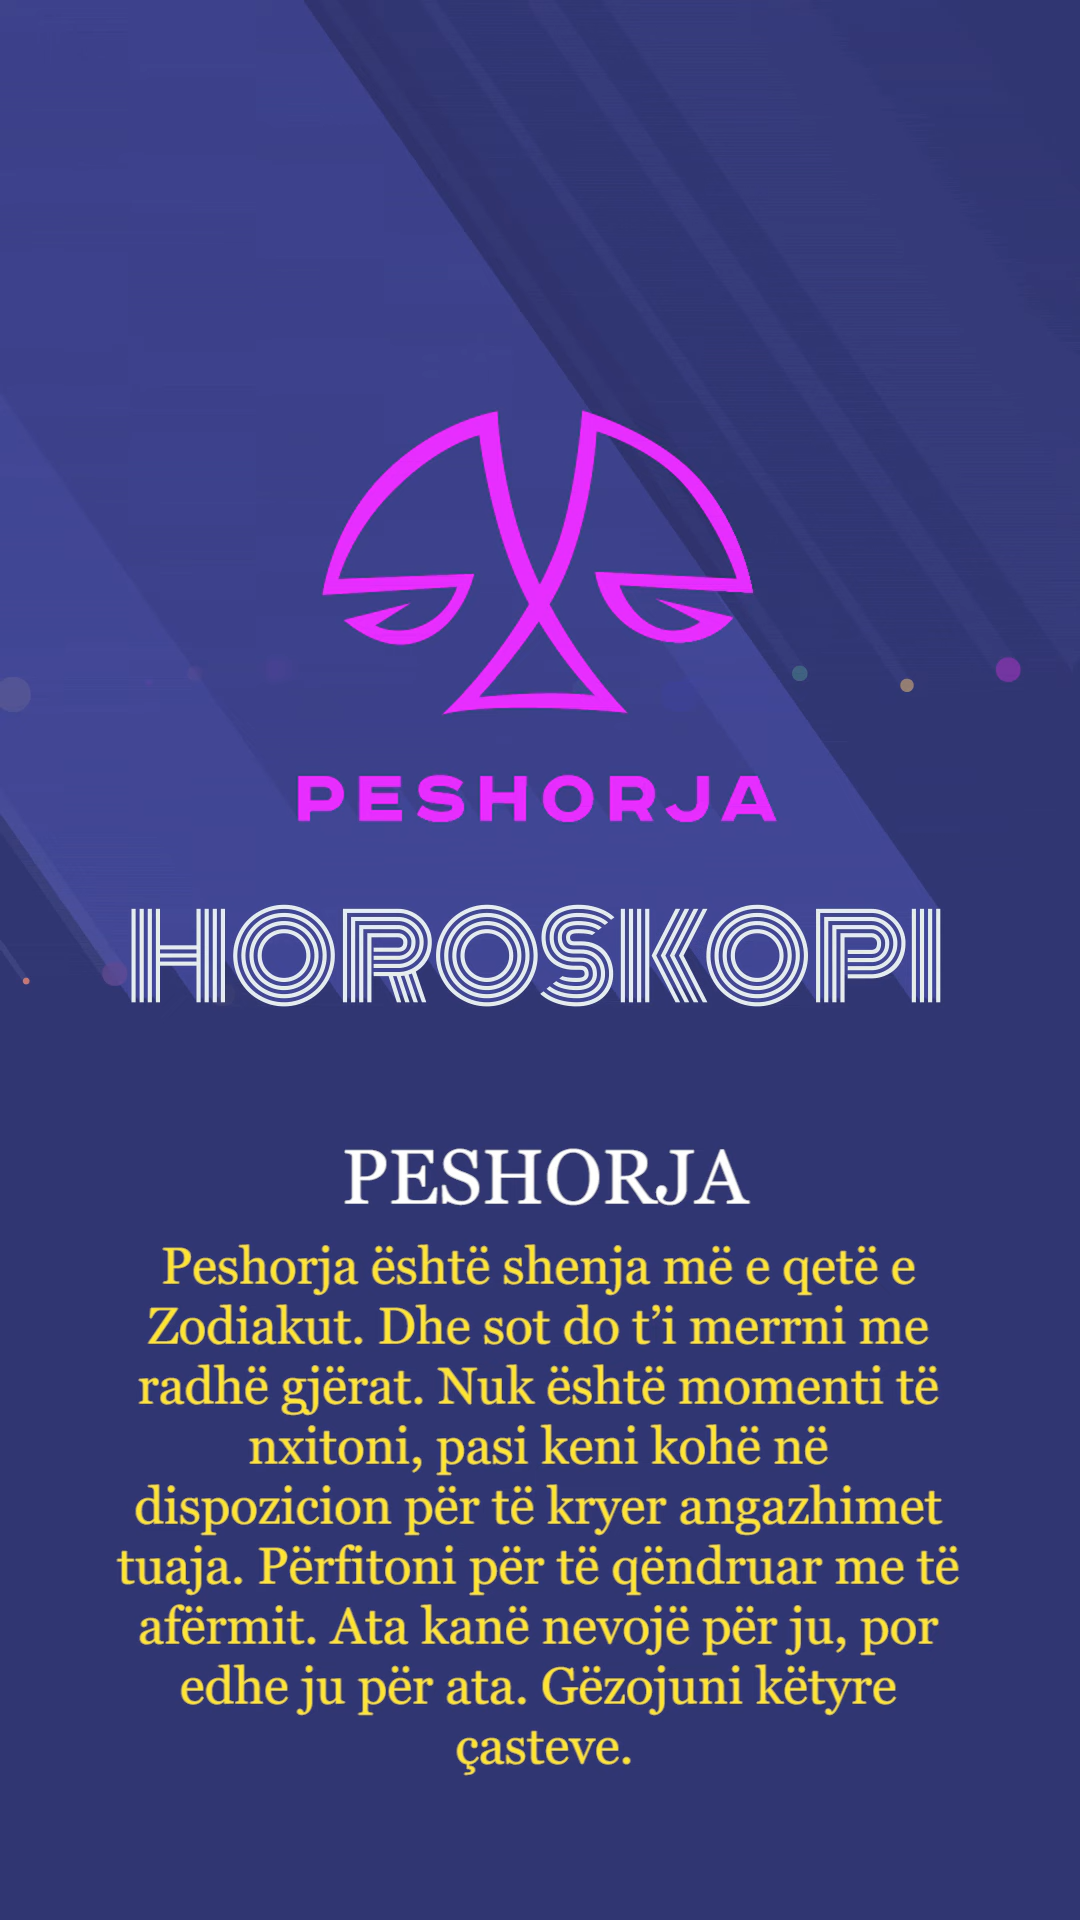 PESHORJA
HOROSKOPI
PESHORJA
Peshorja është shenja më e qetë e
Zodiakut. Dhe sot do t’i merrni me
radhë gjërat. Nuk është momenti të
nxitoni, pasi keni kohë në
dispozicion për të kryer angazhimet
tuaja. Përfitoni për të qëndruar me të
afërmit. Ata kanë nevojë për ju, por
edhe ju për ata. Gëzojuni këtyre
çasteve.